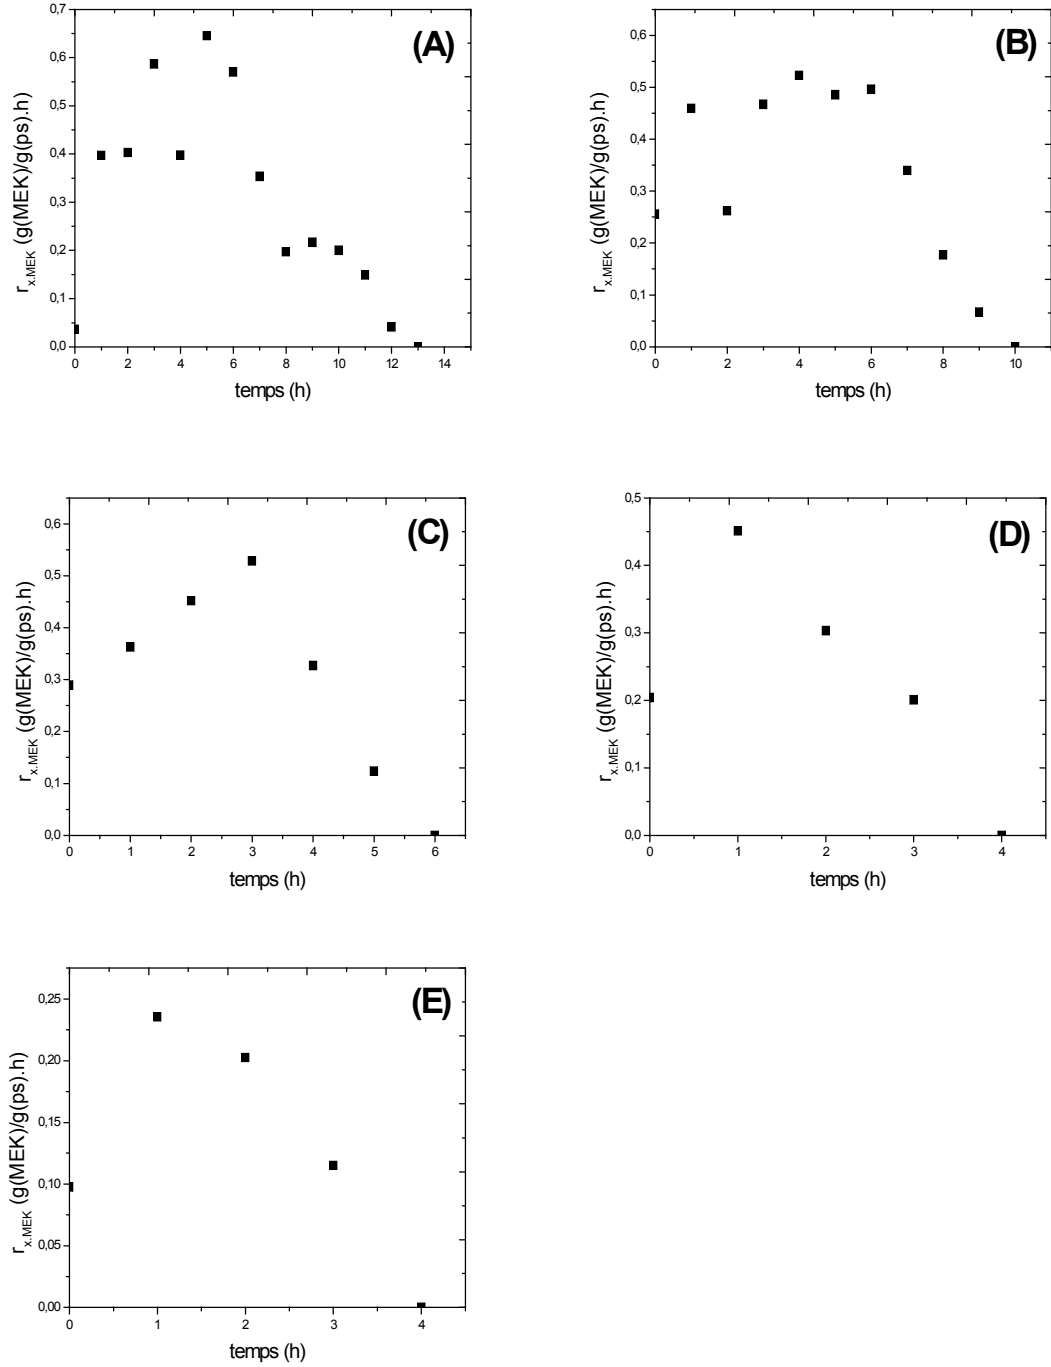 (A)
r x.MEK (g(MEK)/g(ps).h)
0,7
0,6
0,5
0,4
0,3
0,2
0,1
0,0
0 2 4 6 8 10 12 14
temps (h)
(B)
r x.MEK (g(MEK)/g(ps).h)
0,6
0,5
0,4
0,3
0,2
0,1
0,0
0 2 4 6 8 10
temps (h)
(C)
r x.MEK (g(MEK)/g(ps).h)
0,6
0,5
0,4
0,3
0,2
0,1
0,0
0 1 2 3 4 5 6
temps (h)
(D)
r x.MEK (g(MEK)/g(ps).h)
0,5
0,4
0,3
0,2
0,1
0,0
0 1 2 3 4
temps (h)
(E)
r x.MEK (g(MEK)/g(ps).h)
0,25
0,20
0,15
0,10
0,05
0,00
0 1 2 3 4
temps (h)